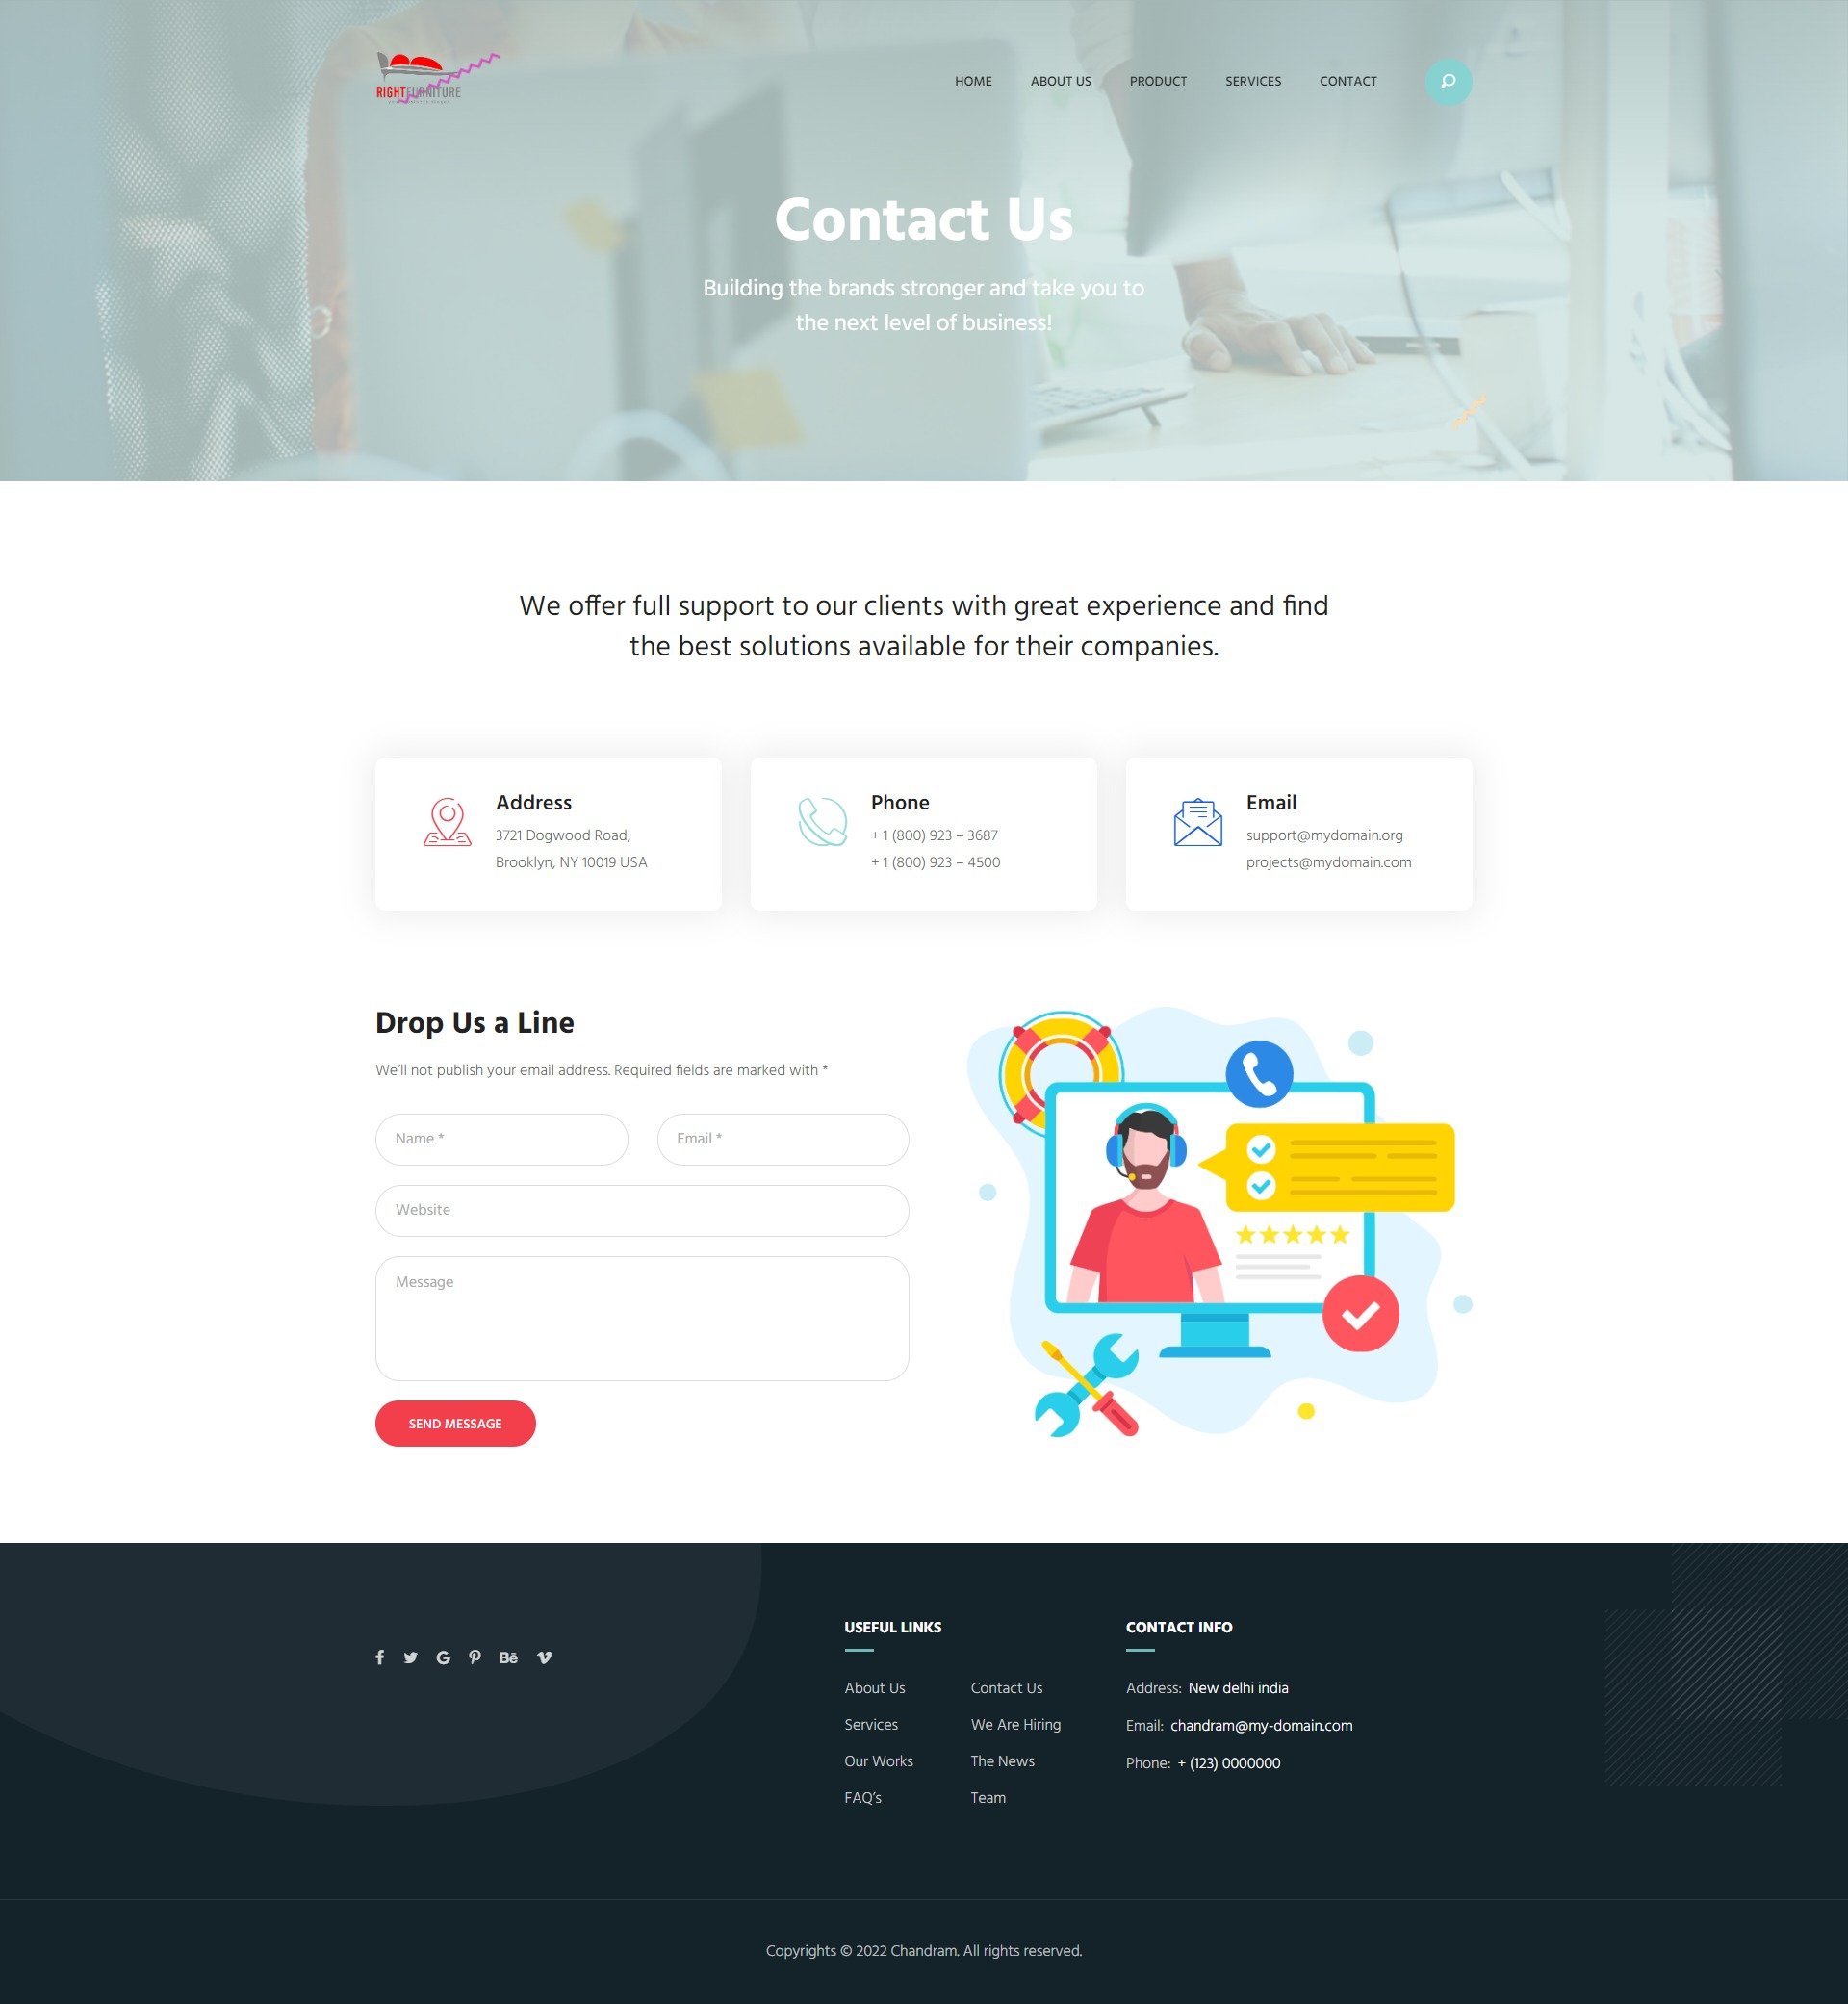 RIGHTFURNITURE
HOME
ABOUT US
PRODUCT
SERVICES
CONTACT
Contact Us
Building the brands stronger and take you to
the next level of business!
We offer full support to our clients with great experience and find
the best solutions available for their companies.
Address
3721 Dogwood Road,
Brooklyn, NY 10019 USA
Phone
+ 1 (800) 923 – 3687
+ 1 (800) 923 – 4500
Email
support@mydomain.org
projects@mydomain.com
Drop Us a Line
We'll not publish your email address. Required fields are marked with *
Name *
Email *
Website
Message
SEND MESSAGE
USEFUL LINKS
About Us
Services
Our Works
FAQ's
Contact Us
We Are Hiring
The News
Team
CONTACT INFO
Address: New delhi india
Email: chandram@my-domain.com
Phone: + (123) 0000000
Copyrights © 2022 Chandram. All rights reserved.